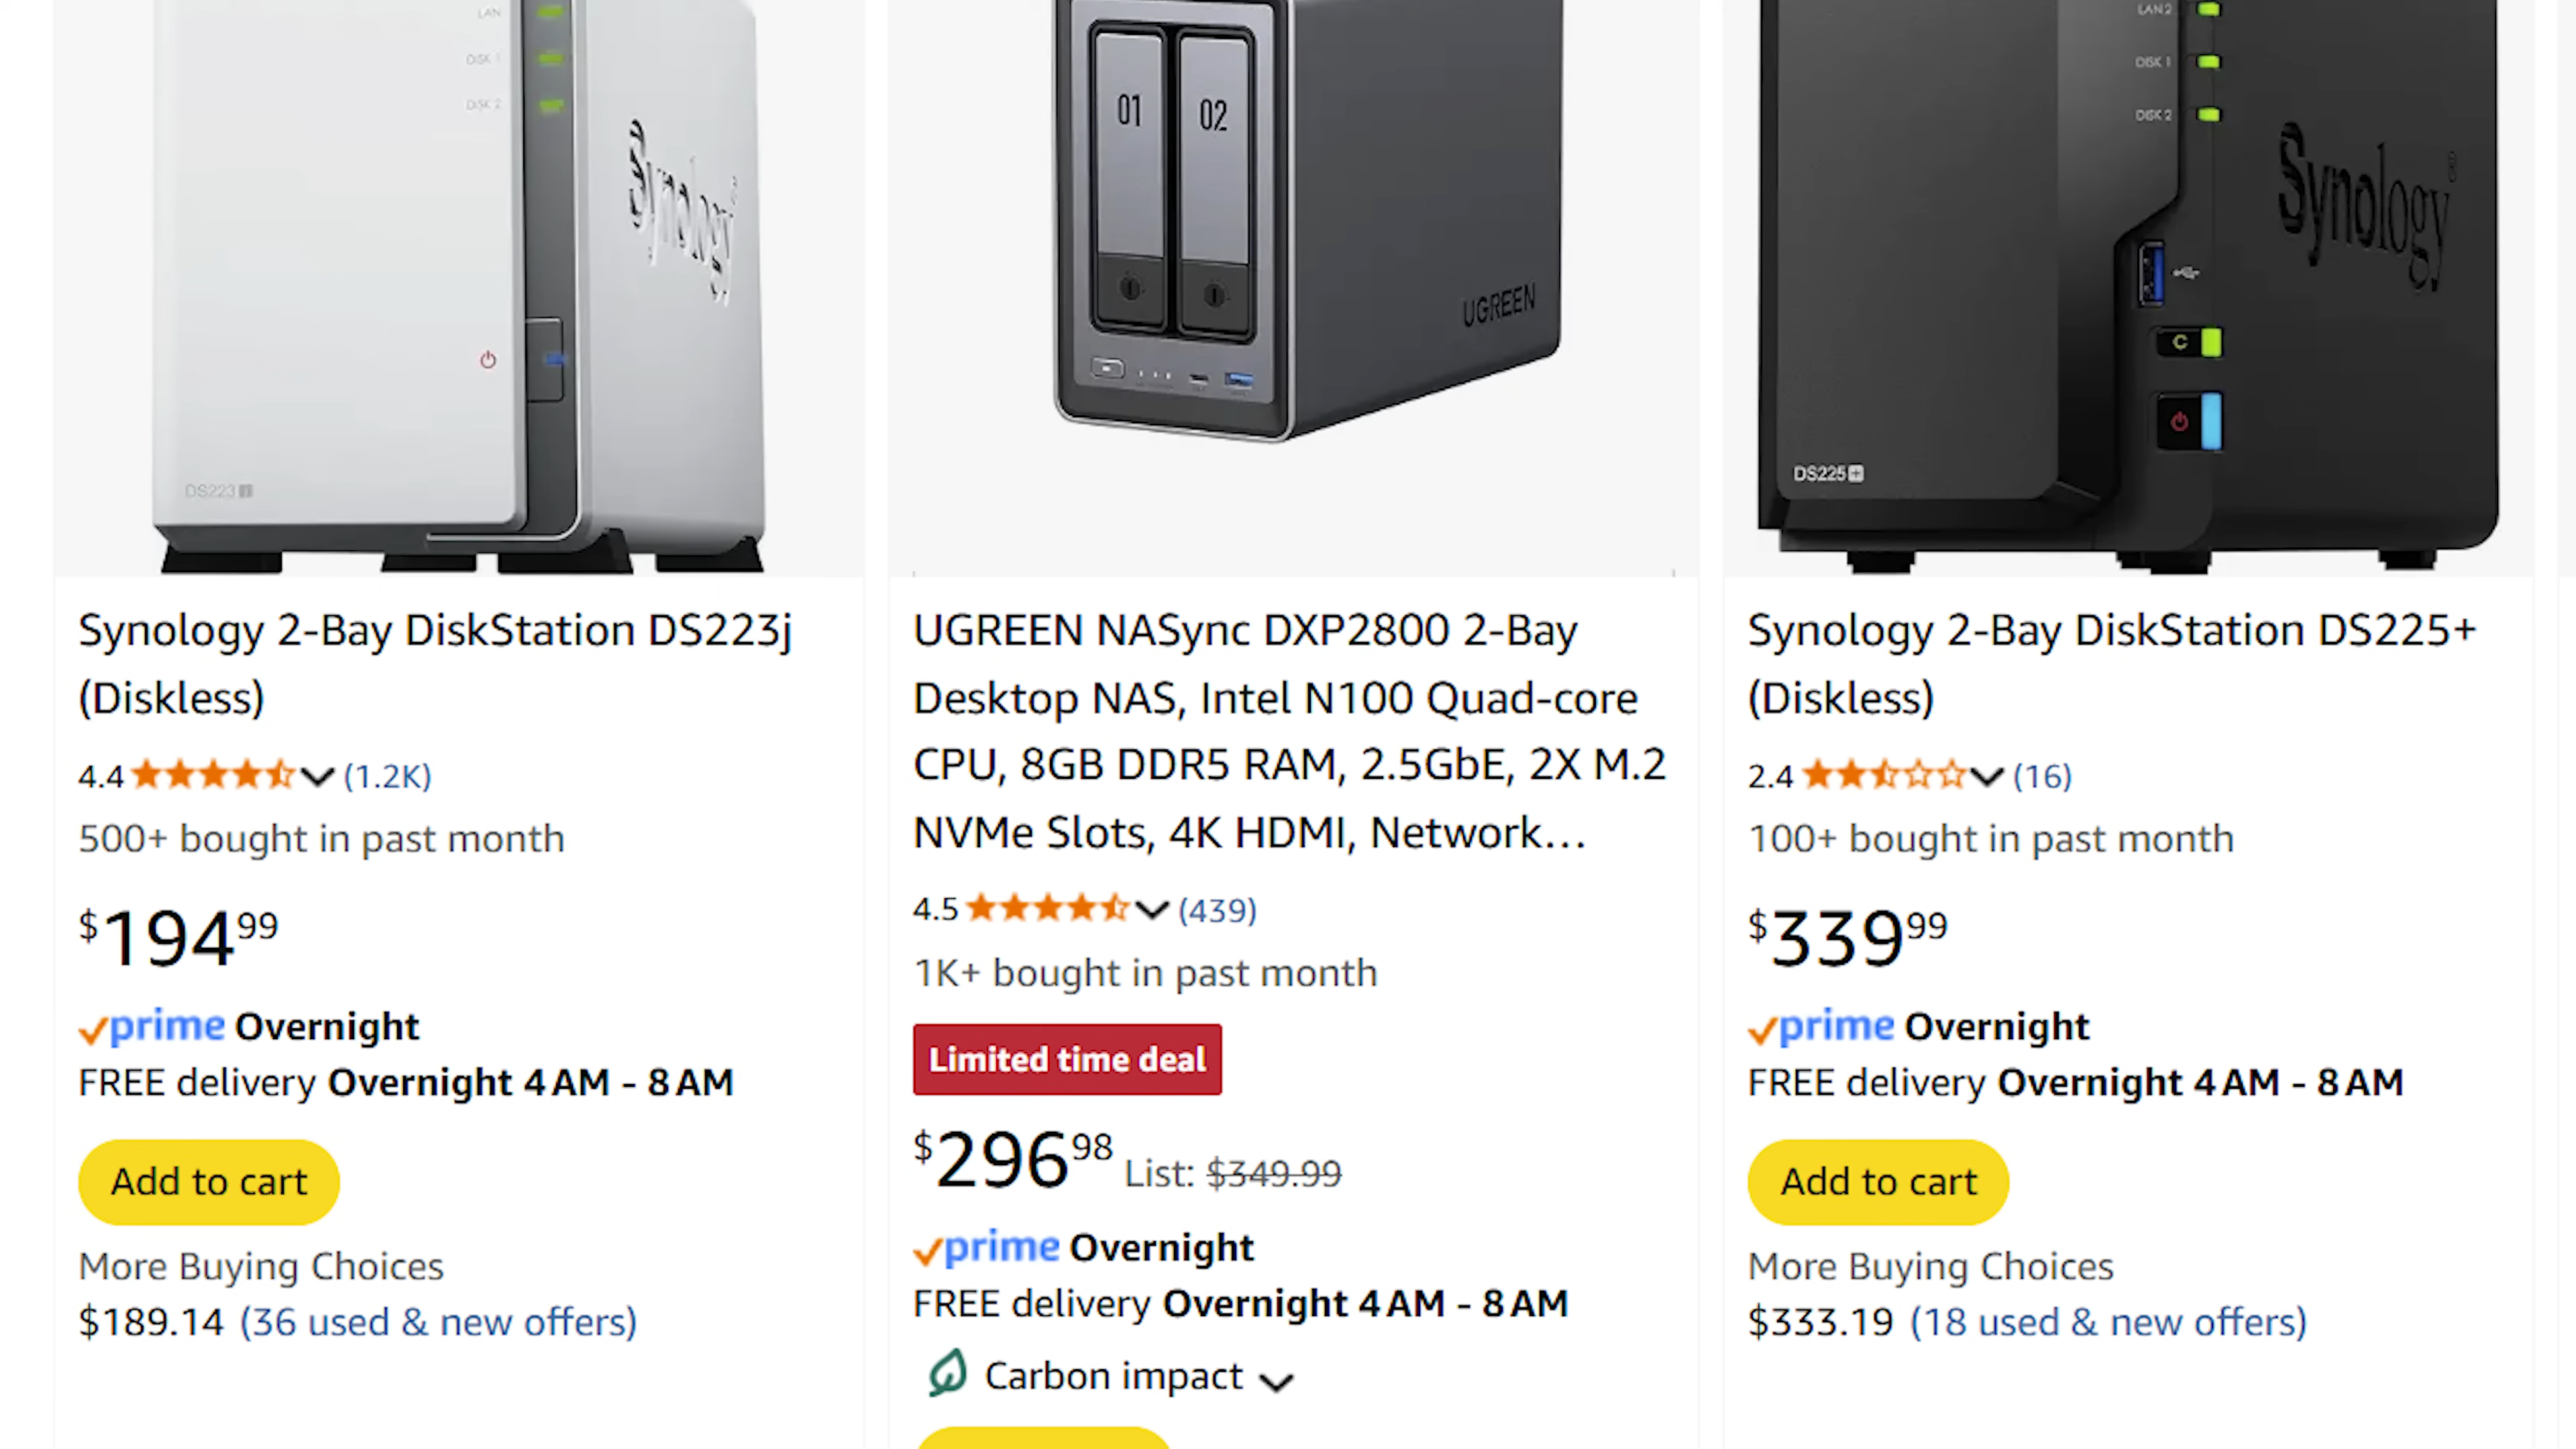 LAN
DISK 1
DISK 2
Synology
DS223j
Synology 2-Bay DiskStation DS223j
(Diskless)
4.4 (1.2K)
500+ bought in past month
$194.99
prime Overnight
FREE delivery Overnight 4 AM - 8 AM
Add to cart
More Buying Choices
$189.14 (36 used & new offers)
01 02
UGREEN
UGREEN NASync DXP2800 2-Bay
Desktop NAS, Intel N100 Quad-core
CPU, 8GB DDR5 RAM, 2.5GbE, 2X M.2
NVMe Slots, 4K HDMI, Network...
4.5 (439)
1K+ bought in past month
Limited time deal
$296.98 List: $349.99
prime Overnight
FREE delivery Overnight 4 AM - 8 AM
Carbon impact
LAN 2
DISK 1
DISK 2
Synology
C
DS225+
Synology 2-Bay DiskStation DS225+
(Diskless)
2.4 (16)
100+ bought in past month
$339.99
prime Overnight
FREE delivery Overnight 4 AM - 8 AM
Add to cart
More Buying Choices
$333.19 (18 used & new offers)